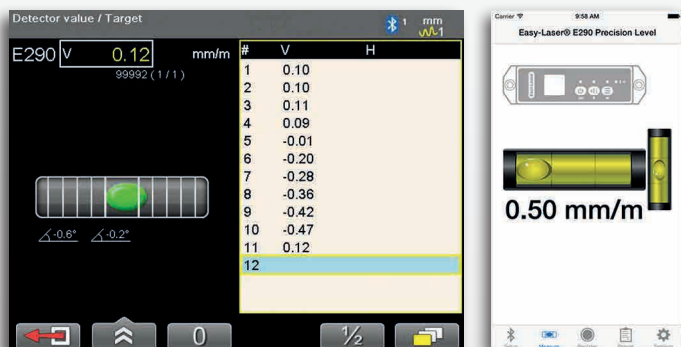 Detector value / Target
1
mm
1
E290 V 0.12 mm/m
99992 ( 1 / 1 )
# V H
1 0.10
2 0.10
3 0.11
4 0.09
5 -0.01
6 -0.20
7 -0.28
8 -0.36
9 -0.42
10 -0.47
11 0.12
12
-0.6° -0.2°
0
½
Carrier 9:58 AM
Easy-Laser® E290 Precision Level
0.50 mm/m